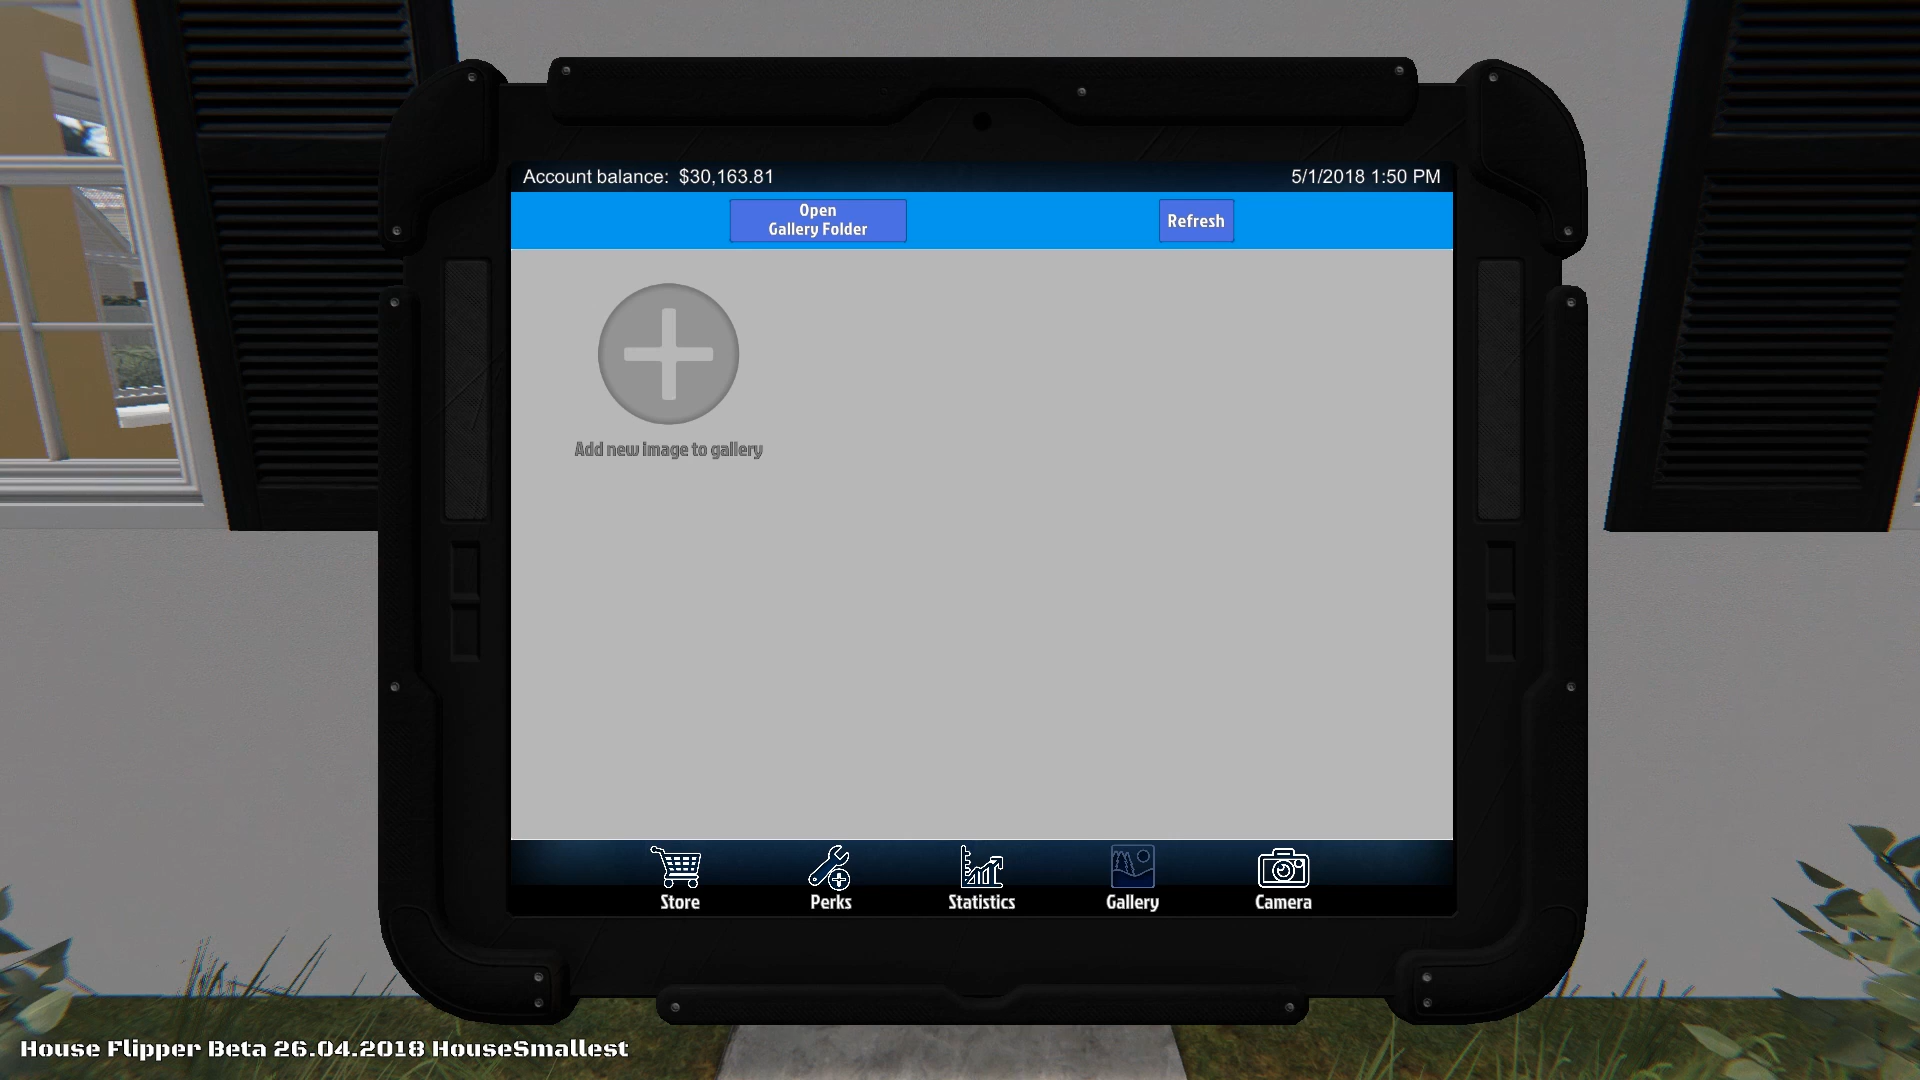 Account balance: $30,163.81
5/1/2018 1:50 PM
Open
Gallery Folder
Refresh
Add new image to gallery
Store
Perks
Statistics
Gallery
Camera
House Flipper Beta 26.04.2018 HouseSmallest